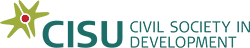 CISU CIVIL SOCIETY IN
DEVELOPMENT